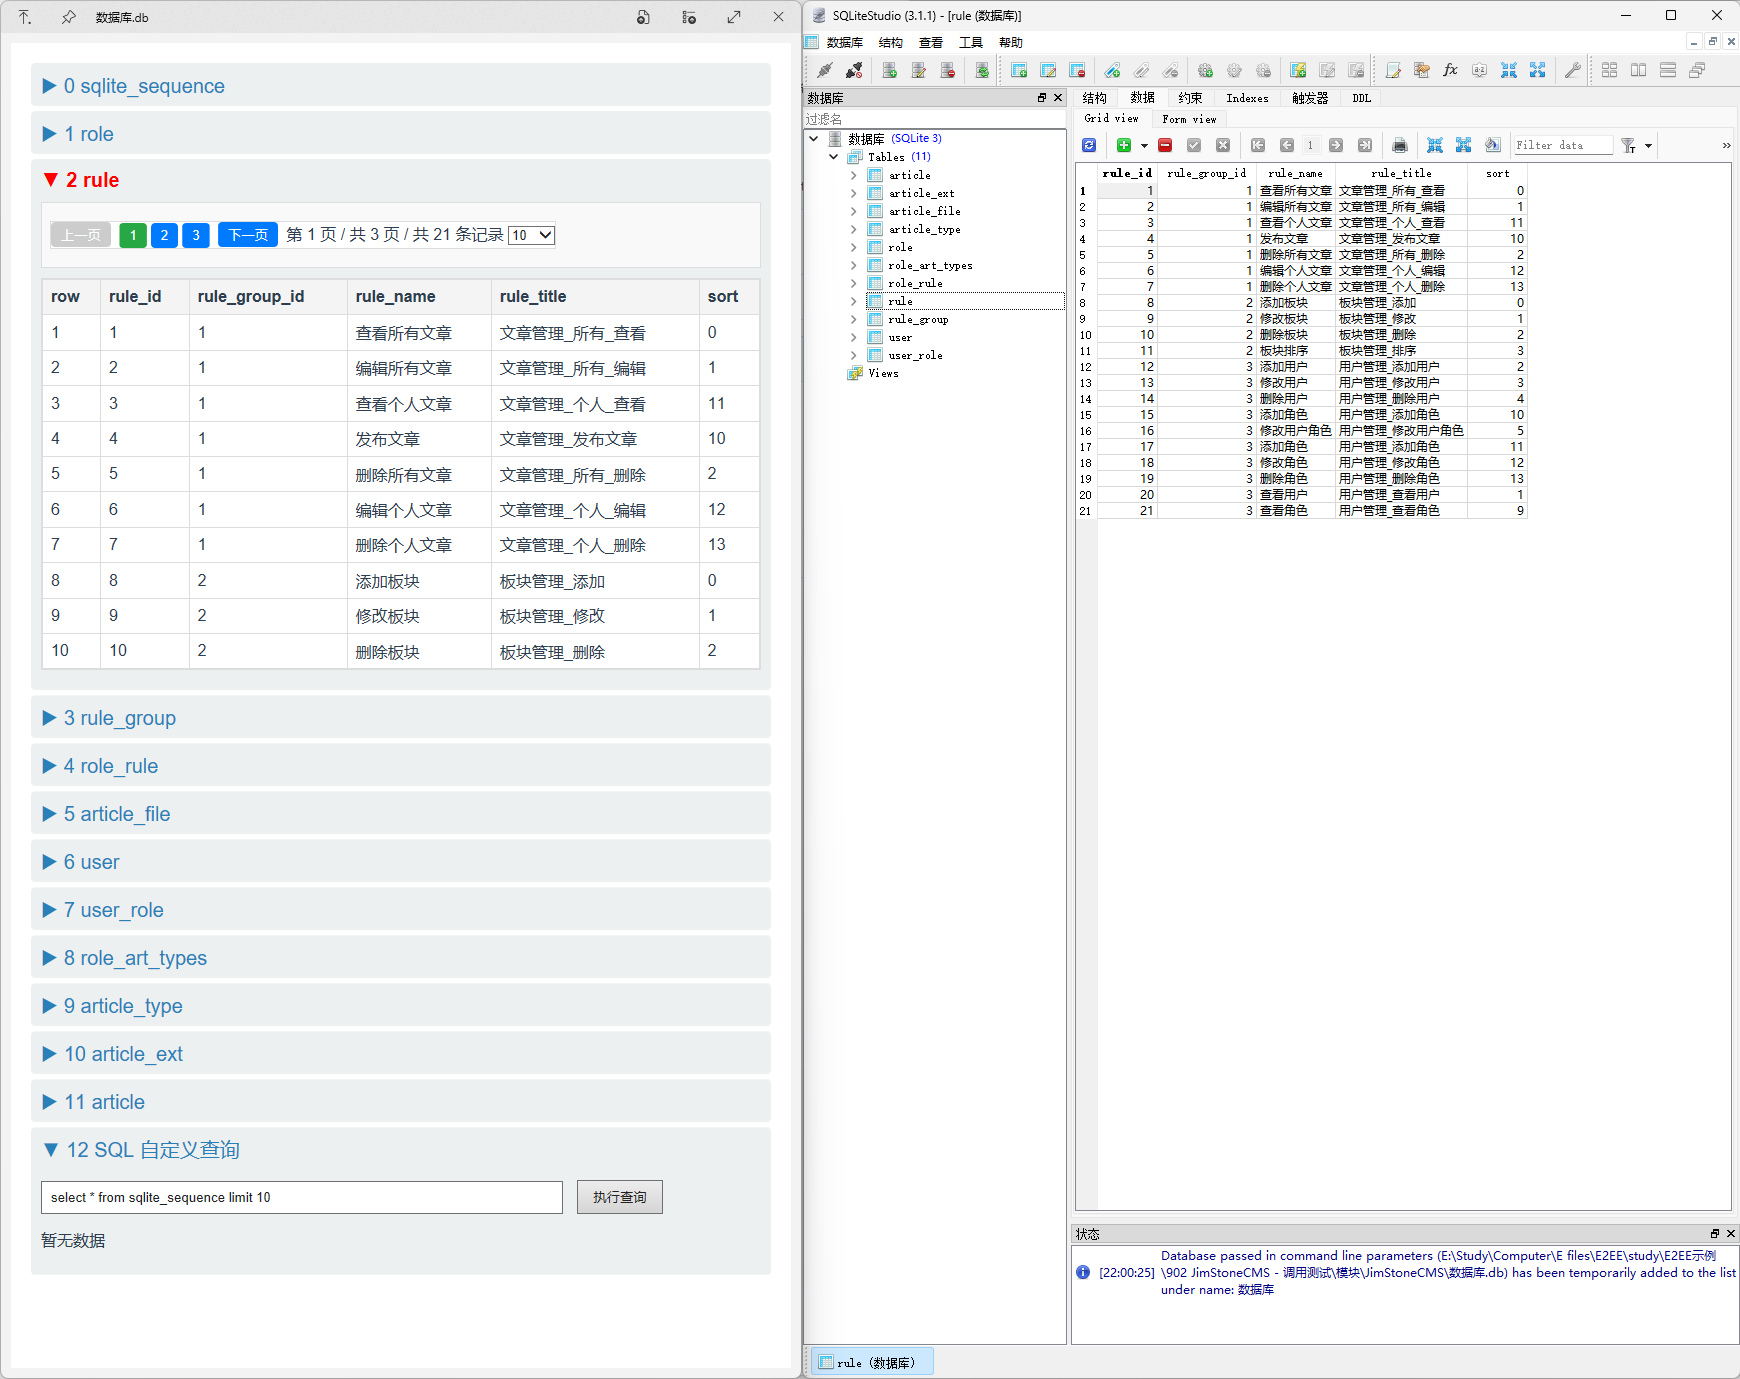 数据库.db
▶ 0 sqlite_sequence
▶ 1 role
▼ 2 rule
上一页 1 2 3 下一页 第 1 页 / 共 3 页 / 共 21 条记录 10
row rule_id rule_group_id rule_name rule_title sort
1 1 1 查看所有文章 文章管理_所有_查看 0
2 2 1 编辑所有文章 文章管理_所有_编辑 1
3 3 1 查看个人文章 文章管理_个人_查看 11
4 4 1 发布文章 文章管理_发布文章 10
5 5 1 删除所有文章 文章管理_所有_删除 2
6 6 1 编辑个人文章 文章管理_个人_编辑 12
7 7 1 删除个人文章 文章管理_个人_删除 13
8 8 2 添加板块 板块管理_添加 0
9 9 2 修改板块 板块管理_修改 1
10 10 2 删除板块 板块管理_删除 2
▶ 3 rule_group
▶ 4 role_rule
▶ 5 article_file
▶ 6 user
▶ 7 user_role
▶ 8 role_art_types
▶ 9 article_type
▶ 10 article_ext
▶ 11 article
▼ 12 SQL 自定义查询
select * from sqlite_sequence limit 10 执行查询
暂无数据
SQLiteStudio (3.1.1) - [rule (数据库)]
数据库 结构 查看 工具 帮助
数据库
过滤名
数据库 (SQLite 3)
Tables (11)
article
article_ext
article_file
article_type
role
role_art_types
role_rule
rule
rule_group
user
user_role
Views
结构 数据 约束 Indexes 触发器 DDL
Grid view Form view
1 Filter data »
rule_id rule_group_id rule_name rule_title sort
1 1 1 查看所有文章 文章管理_所有_查看 0
2 2 1 编辑所有文章 文章管理_所有_编辑 1
3 3 1 查看个人文章 文章管理_个人_查看 11
4 4 1 发布文章 文章管理_发布文章 10
5 5 1 删除所有文章 文章管理_所有_删除 2
6 6 1 编辑个人文章 文章管理_个人_编辑 12
7 7 1 删除个人文章 文章管理_个人_删除 13
8 8 2 添加板块 板块管理_添加 0
9 9 2 修改板块 板块管理_修改 1
10 10 2 删除板块 板块管理_删除 2
11 11 2 板块排序 板块管理_排序 3
12 12 3 添加用户 用户管理_添加用户 2
13 13 3 修改用户 用户管理_修改用户 3
14 14 3 删除用户 用户管理_删除用户 4
15 15 3 添加角色 用户管理_添加角色 10
16 16 3 修改用户角色 用户管理_修改用户角色 5
17 17 3 添加角色 用户管理_添加角色 11
18 18 3 修改角色 用户管理_修改角色 12
19 19 3 删除角色 用户管理_删除角色 13
20 20 3 查看用户 用户管理_查看用户 1
21 21 3 查看角色 用户管理_查看角色 9
状态
Database passed in command line parameters (E:\Study\Computer\E files\E2EE\study\E2EE示例
[22:00:25] \902 JimStoneCMS - 调用测试\模块\JimStoneCMS\数据库.db) has been temporarily added to the list
under name: 数据库
rule (数据库)